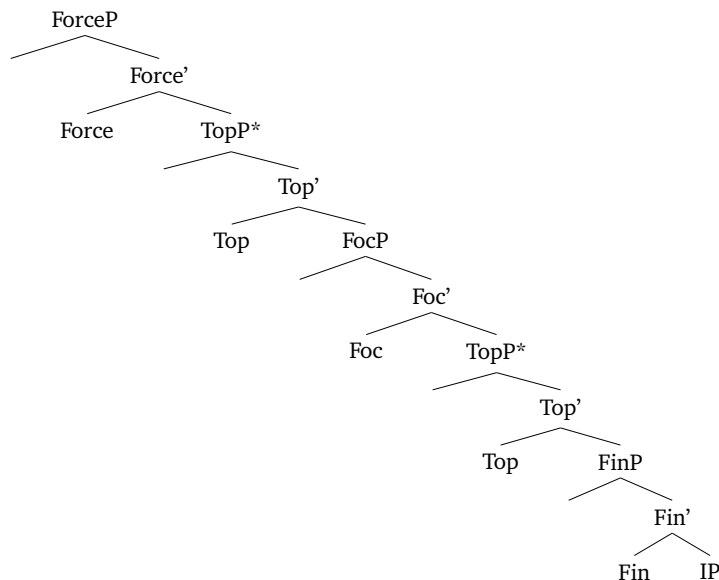 ForceP
Force’
Force TopP*
Top’
Top FocP
Foc’
Foc TopP*
Top’
Top FinP
Fin’
Fin IP